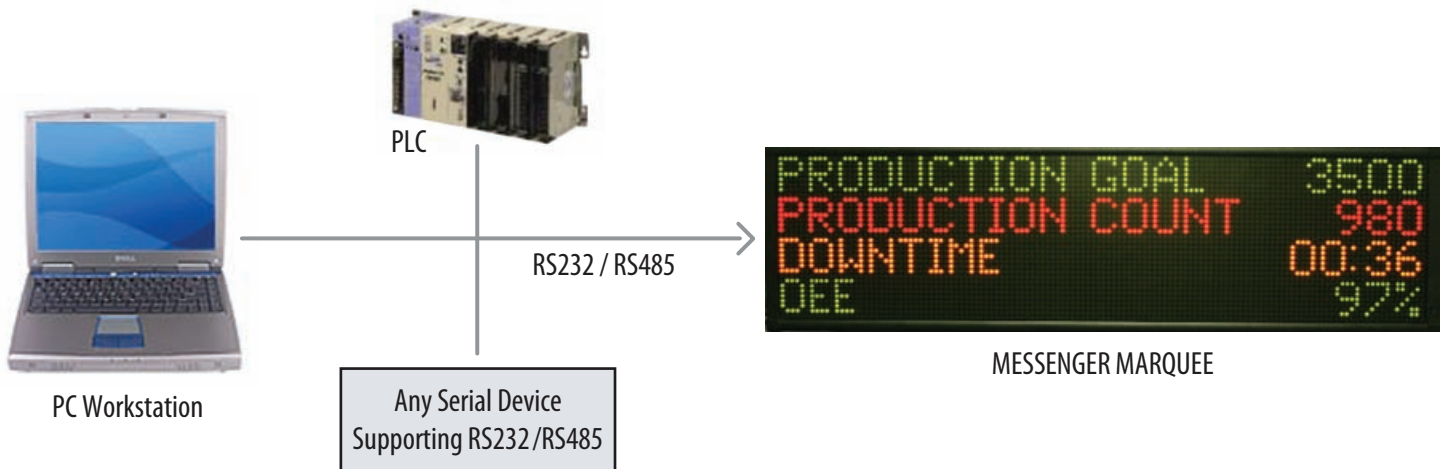 PLC
PRODUCTION GOAL 3500
PRODUCTION COUNT 980
DOWNTIME 00:36
OEE 97%
RS232 / RS485
MESSENGER MARQUEE
PC Workstation
Any Serial Device
Supporting RS232/RS485
DELL